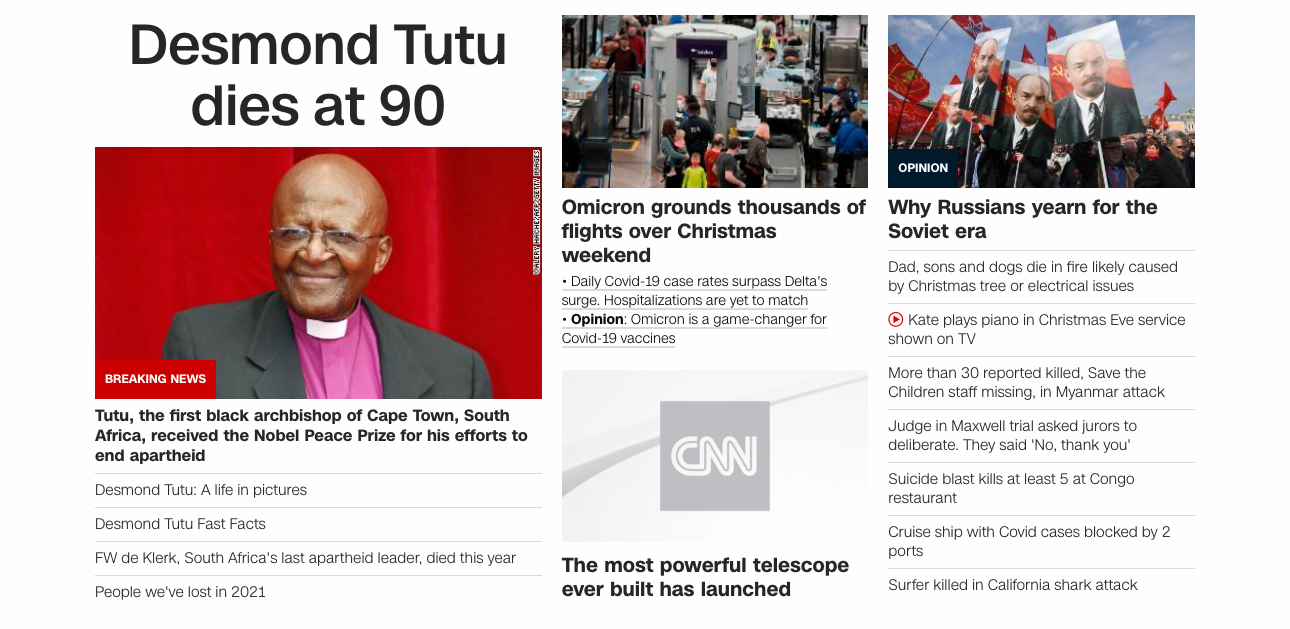 Desmond Tutu
dies at 90
VALERY HACHE/AFP/GETTY IMAGES
BREAKING NEWS
Tutu, the first black archbishop of Cape Town, South
Africa, received the Nobel Peace Prize for his efforts to
end apartheid
Desmond Tutu: A life in pictures
Desmond Tutu Fast Facts
FW de Klerk, South Africa's last apartheid leader, died this year
People we've lost in 2021
Omicron grounds thousands of
flights over Christmas
weekend
• Daily Covid-19 case rates surpass Delta's
surge. Hospitalizations are yet to match
• Opinion: Omicron is a game-changer for
Covid-19 vaccines
CNN
The most powerful telescope
ever built has launched
OPINION
Why Russians yearn for the
Soviet era
Dad, sons and dogs die in fire likely caused
by Christmas tree or electrical issues
Kate plays piano in Christmas Eve service
shown on TV
More than 30 reported killed, Save the
Children staff missing, in Myanmar attack
Judge in Maxwell trial asked jurors to
deliberate. They said 'No, thank you'
Suicide blast kills at least 5 at Congo
restaurant
Cruise ship with Covid cases blocked by 2
ports
Surfer killed in California shark attack